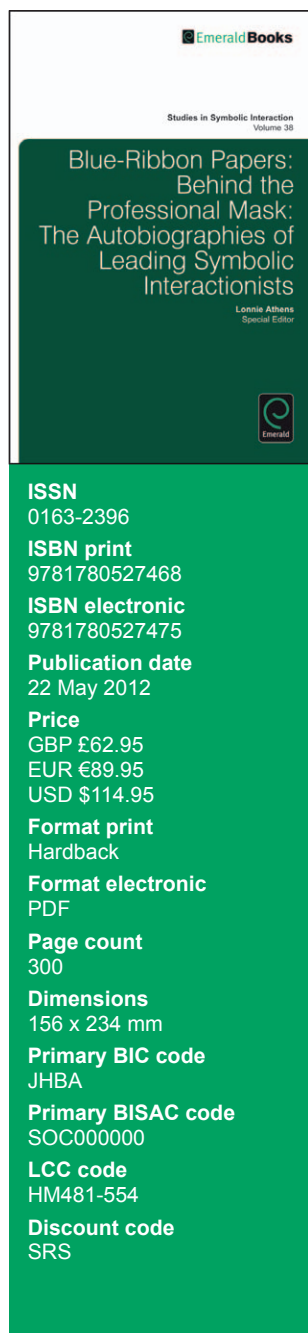 Emerald Books
Studies in Symbolic Interaction
Volume 38
Blue-Ribbon Papers:
Behind the
Professional Mask:
The Autobiographies of
Leading Symbolic
Interactionists
Lonnie Athens
Special Editor
Emerald
ISSN
0163-2396
ISBN print
9781780527468
ISBN electronic
9781780527475
Publication date
22 May 2012
Price
GBP £62.95
EUR €89.95
USD $114.95
Format print
Hardback
Format electronic
PDF
Page count
300
Dimensions
156 x 234 mm
Primary BIC code
JHBA
Primary BISAC code
SOC000000
LCC code
HM481-554
Discount code
SRS